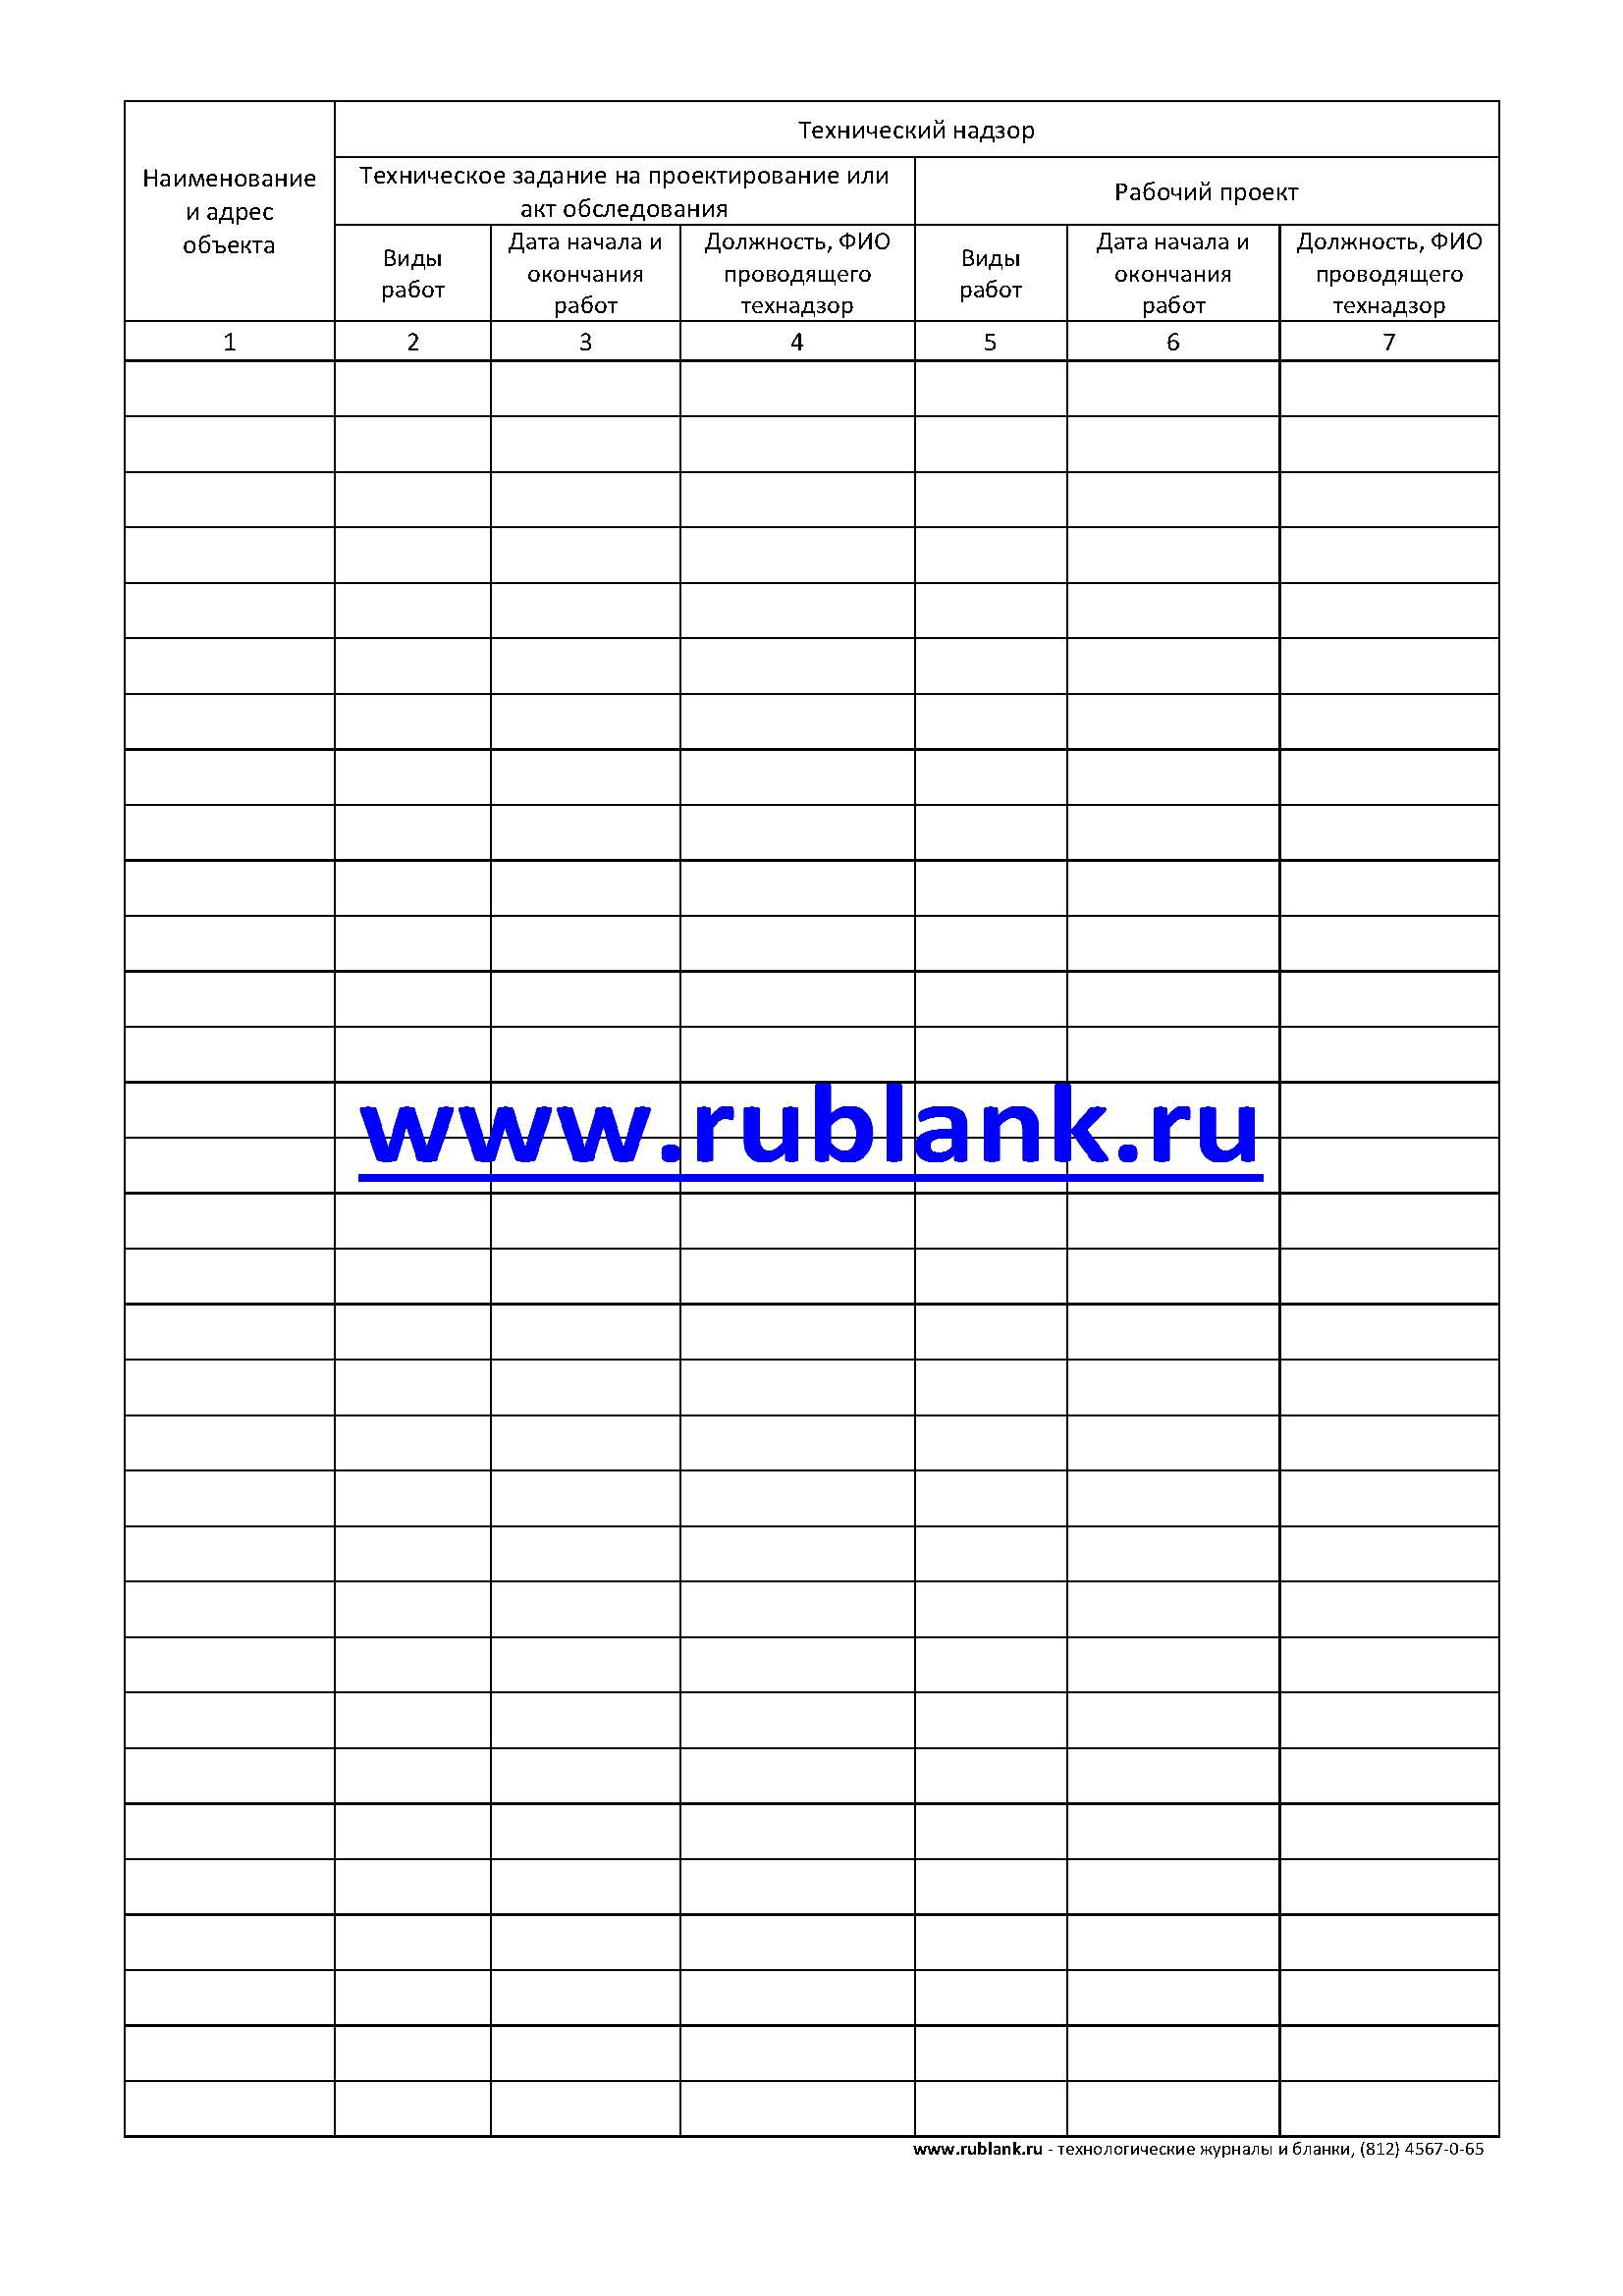 Технический надзор
Наименование
и адрес
объекта
Техническое задание на проектирование или
акт обследования
Рабочий проект
Виды
работ
Дата начала и
окончания
работ
Должность, ФИО
проводящего
технадзор
Виды
работ
Дата начала и
окончания
работ
Должность, ФИО
проводящего
технадзор
1 2 3 4 5 6 7
www.rublank.ru
www.rublank.ru - технологические журналы и бланки, (812) 4567-0-65